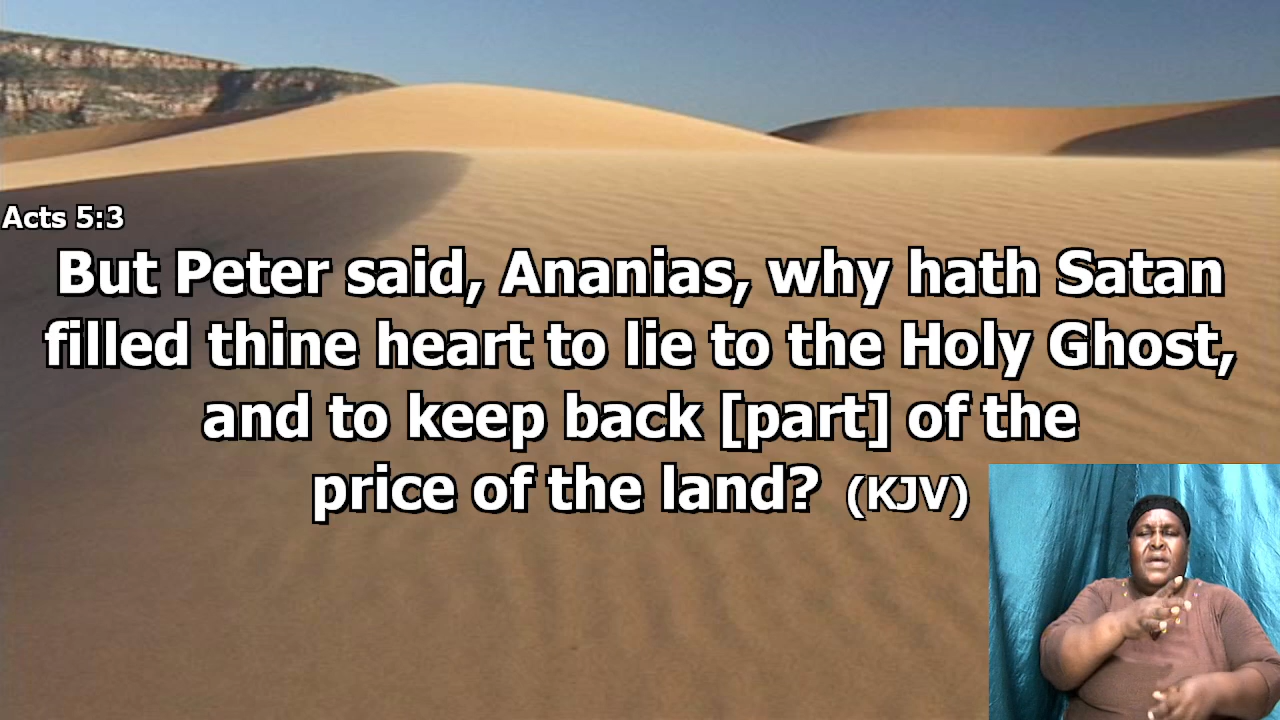 Acts 5:3
But Peter said, Ananias, why hath Satan
filled thine heart to lie to the Holy Ghost,
and to keep back [part] of the
price of the land? (KJV)